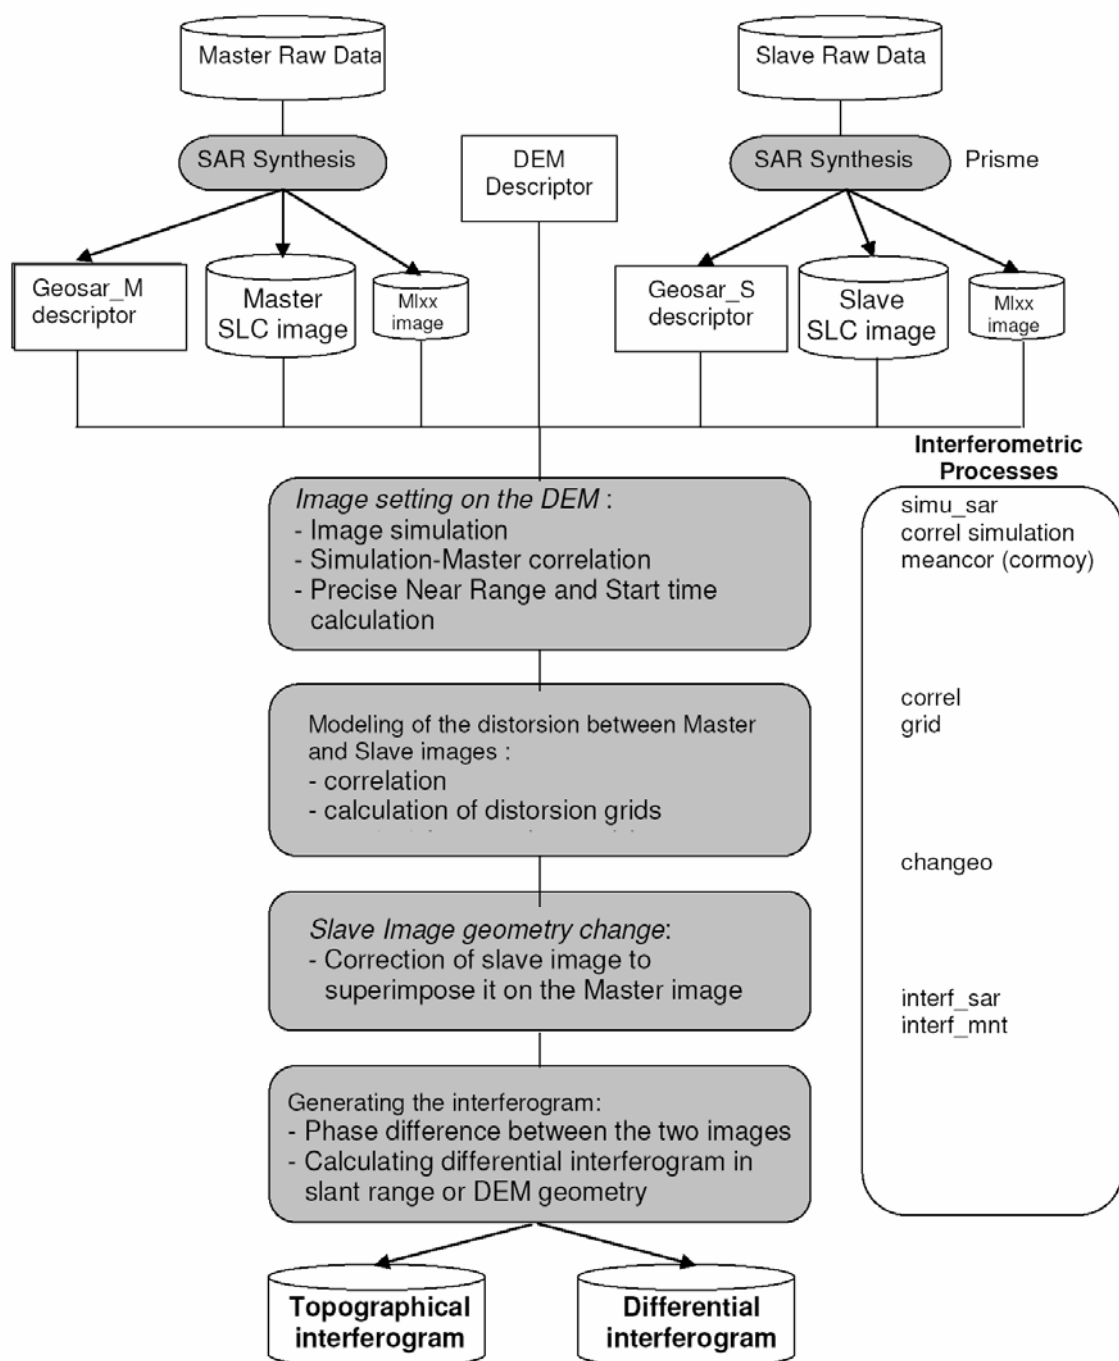 Master Raw Data
Slave Raw Data
SAR Synthesis
DEM
Descriptor
SAR Synthesis
Prisme
Geosar_M
descriptor
Master
SLC image
Mlxx
image
Geosar_S
descriptor
Slave
SLC image
Mlxx
image
Interferometric
Processes
Image setting on the DEM :
- Image simulation
- Simulation-Master correlation
- Precise Near Range and Start time
calculation
simu_sar
correl simulation
meancor (cormoy)
Modeling of the distorsion between Master
and Slave images :
- correlation
- calculation of distorsion grids
correl
grid
changeo
Slave Image geometry change:
- Correction of slave image to
superimpose it on the Master image
interf_sar
interf_mnt
Generating the interferogram:
- Phase difference between the two images
- Calculating differential interferogram in
slant range or DEM geometry
Topographical
interferogram
Differential
interferogram